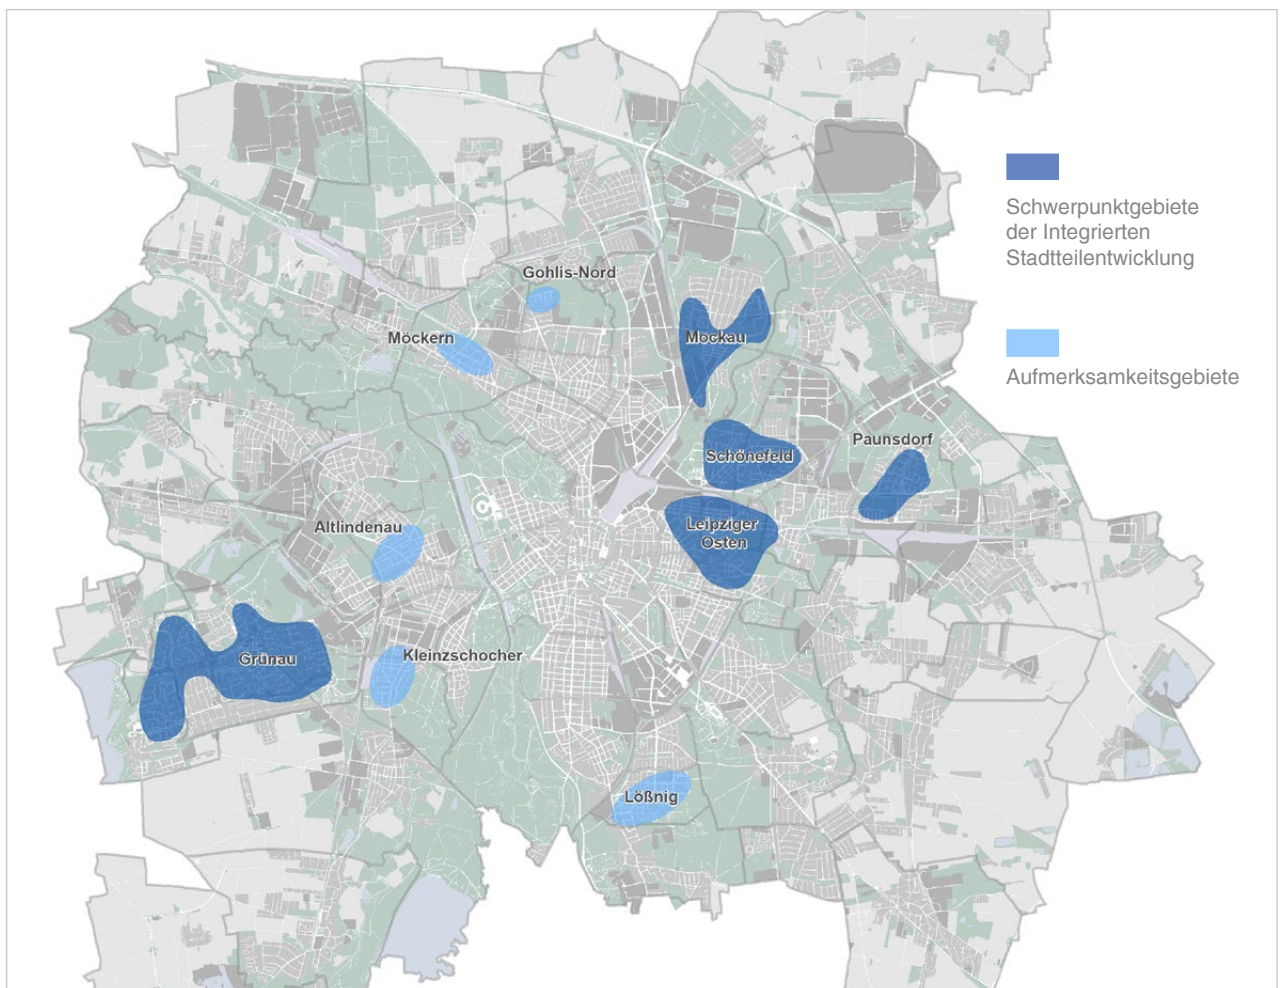 Schwerpunktgebiete
der Integrierten
Stadtteilentwicklung
Aufmerksamkeitsgebiete
Gohlis-Nord
Möckern
Mockau
Paunsdorf
Schönefeld
Leipziger
Osten
Altlindenau
Grünau
Kleinzschocher
Lößnig